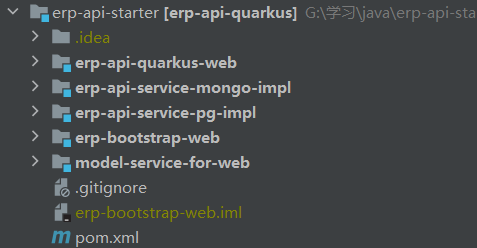 erp-api-starter [erp-api-quarkus] G:\学习\java\erp-api-sta
.idea
erp-api-quarkus-web
erp-api-service-mongo-impl
erp-api-service-pg-impl
erp-bootstrap-web
model-service-for-web
.gitignore
erp-bootstrap-web.iml
pom.xml